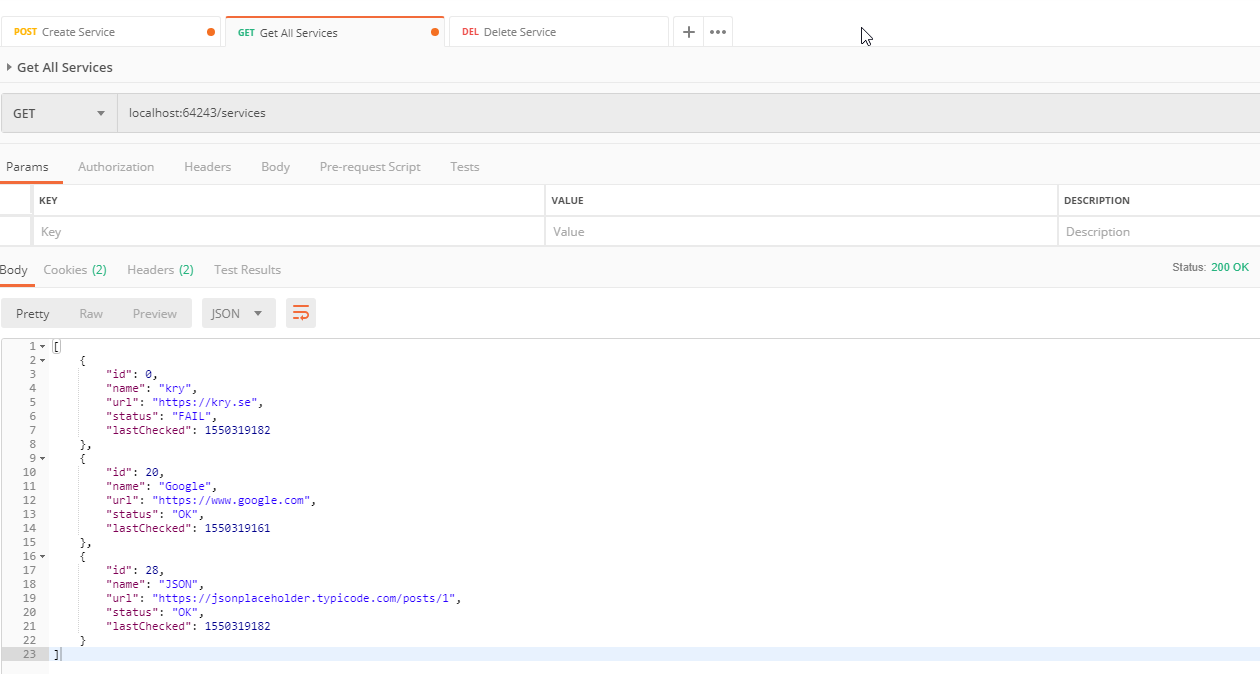 POST Create Service GET Get All Services DEL Delete Service + •••
Get All Services
GET localhost:64243/services
Params Authorization Headers Body Pre-request Script Tests
KEY VALUE DESCRIPTION
Key Value Description
Body Cookies (2) Headers (2) Test Results Status: 200 OK
Pretty Raw Preview JSON
1 [
2 {
3 "id": 0,
4 "name": "kry",
5 "url": "https://kry.se",
6 "status": "FAIL",
7 "lastChecked": 1550319182
8 },
9 {
10 "id": 20,
11 "name": "Google",
12 "url": "https://www.google.com",
13 "status": "OK",
14 "lastChecked": 1550319161
15 },
16 {
17 "id": 28,
18 "name": "JSON",
19 "url": "https://jsonplaceholder.typicode.com/posts/1",
20 "status": "OK",
21 "lastChecked": 1550319182
22 }
23 ]